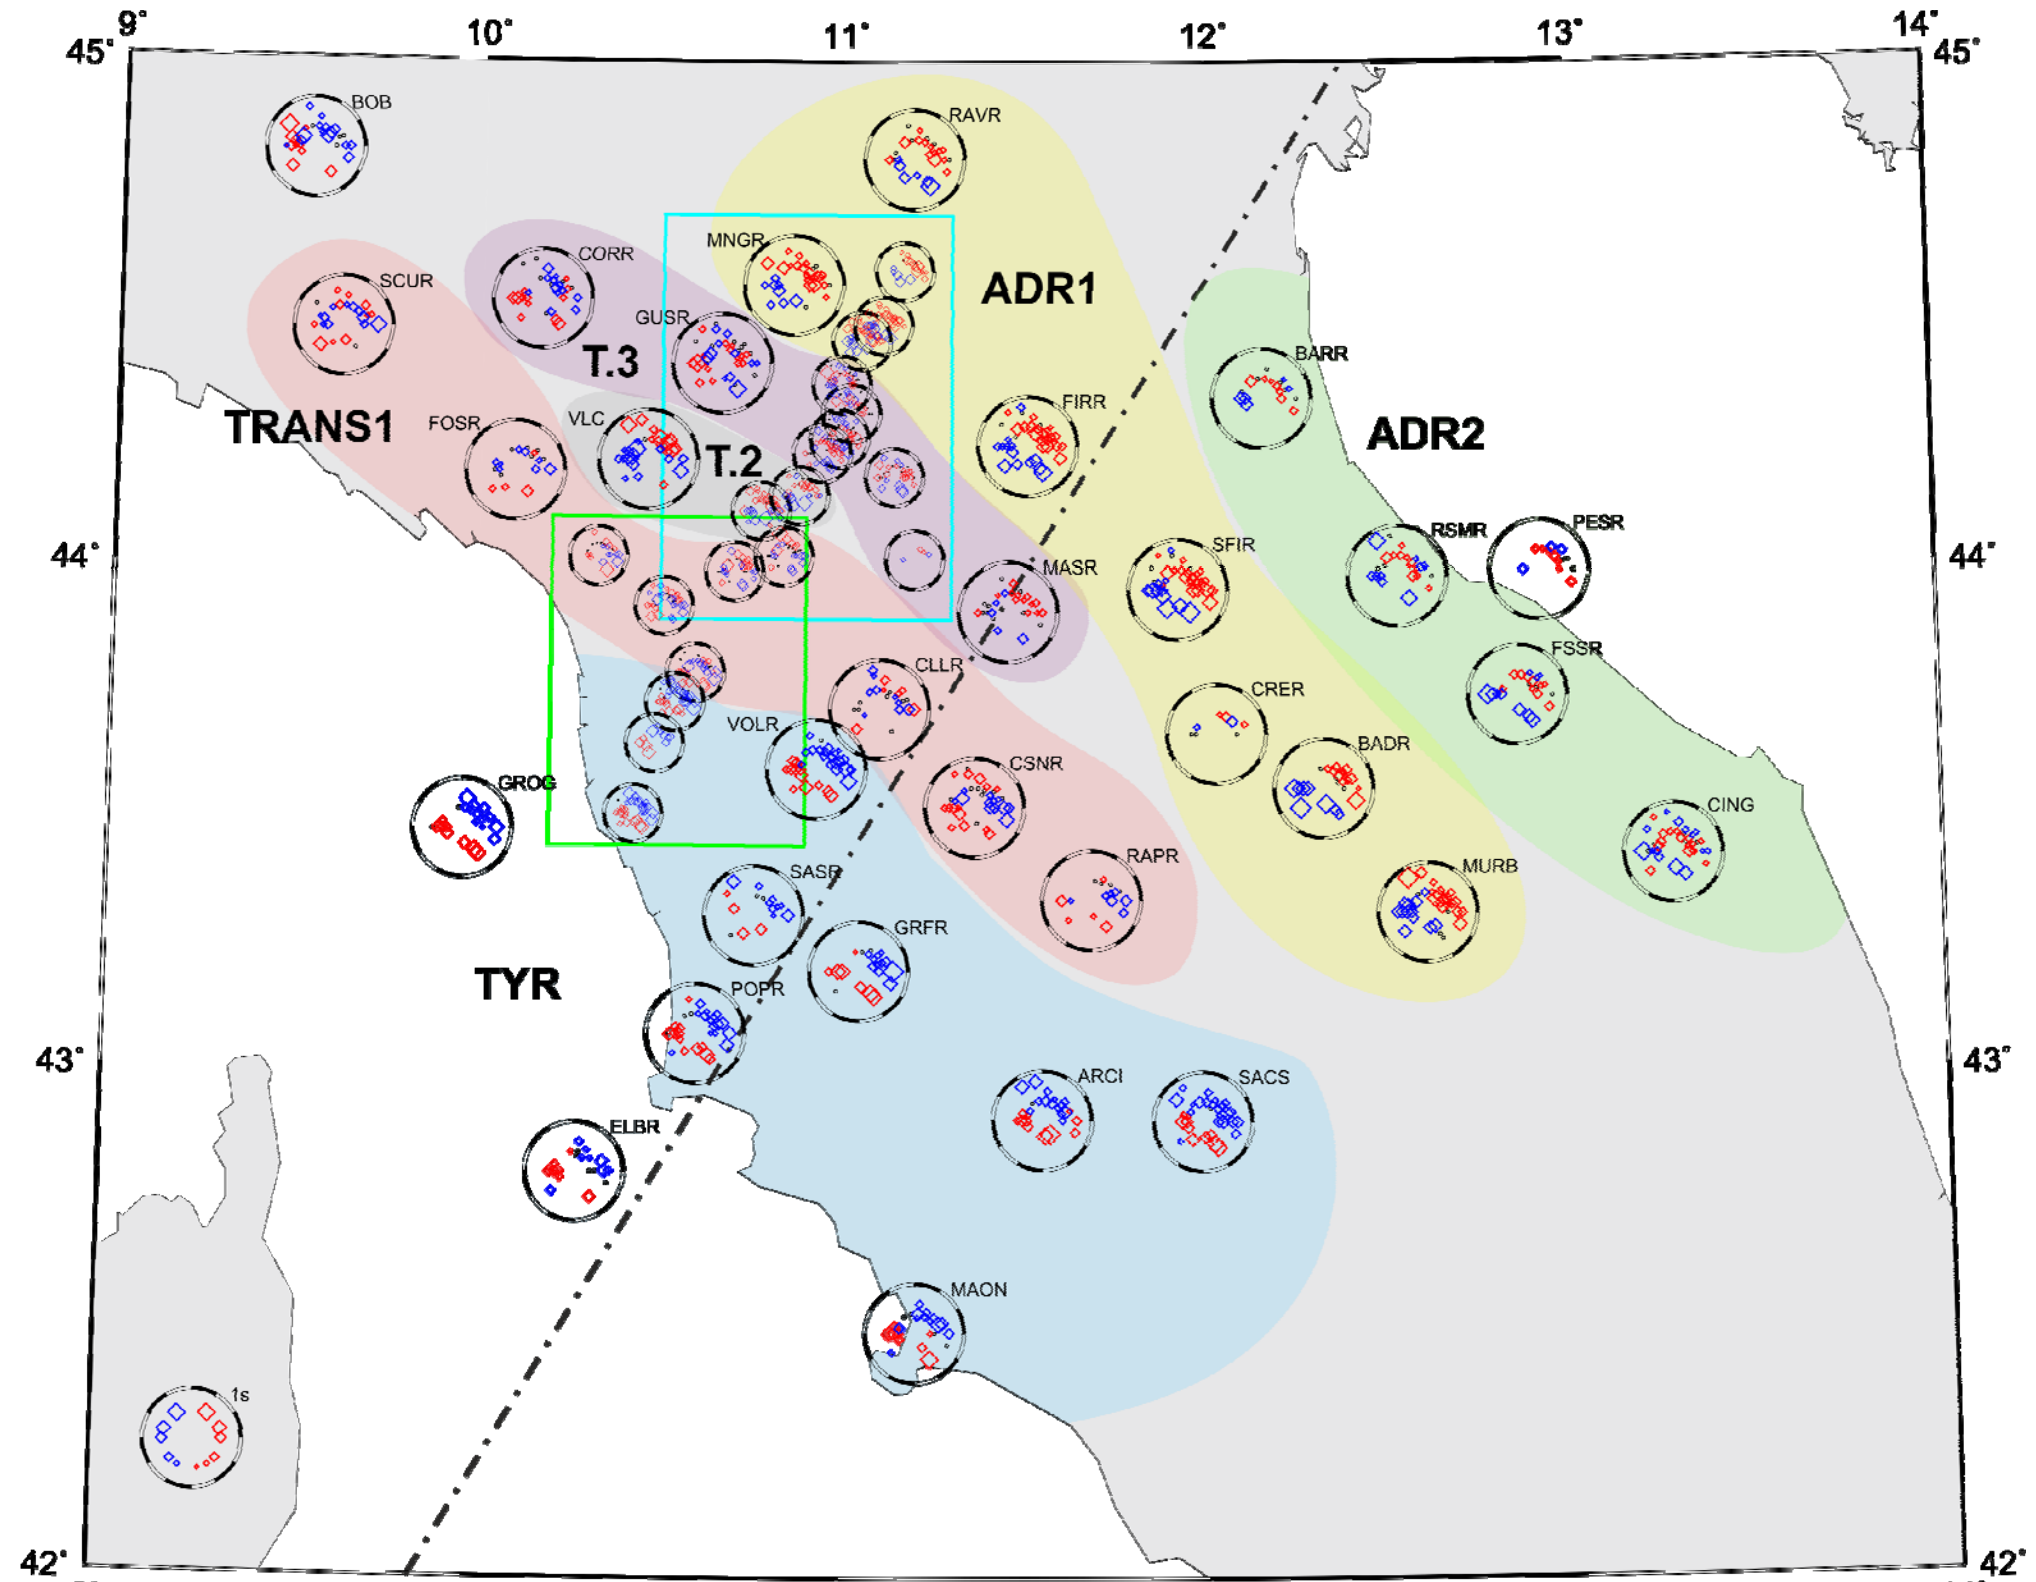 9° 10° 11° 12° 13° 14°
45° 45°
BOB
RAVR
MNGR
CORR
SCUR
ADR1
GUSR
T.3
BARR
VLC
FIRR
TRANS1
FOSR
ADR2
T.2
PESR
RSMR
SFIR
44° 44°
MASR
FSSR
CLLR
CRER
VOLR
BADR
CSNR
GROG
CING
RAPR
MURB
SASR
GRFR
TYR
POPR
43° 43°
ARCI SACS
ELBR
MAON
1s
42° 42°